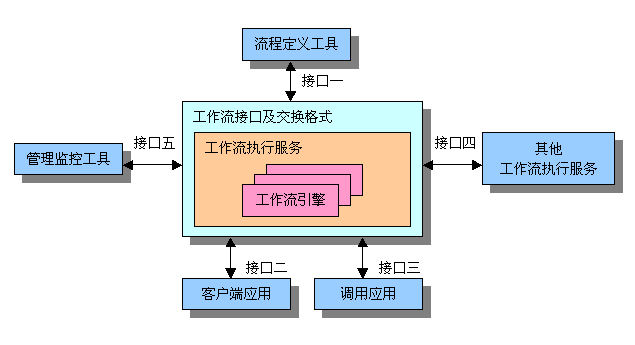 流程定义工具
接口一
工作流接口及交换格式
工作流执行服务
工作流引擎
接口五
管理监控工具
接口四
其他
工作流执行服务
接口二
客户端应用
接口三
调用应用